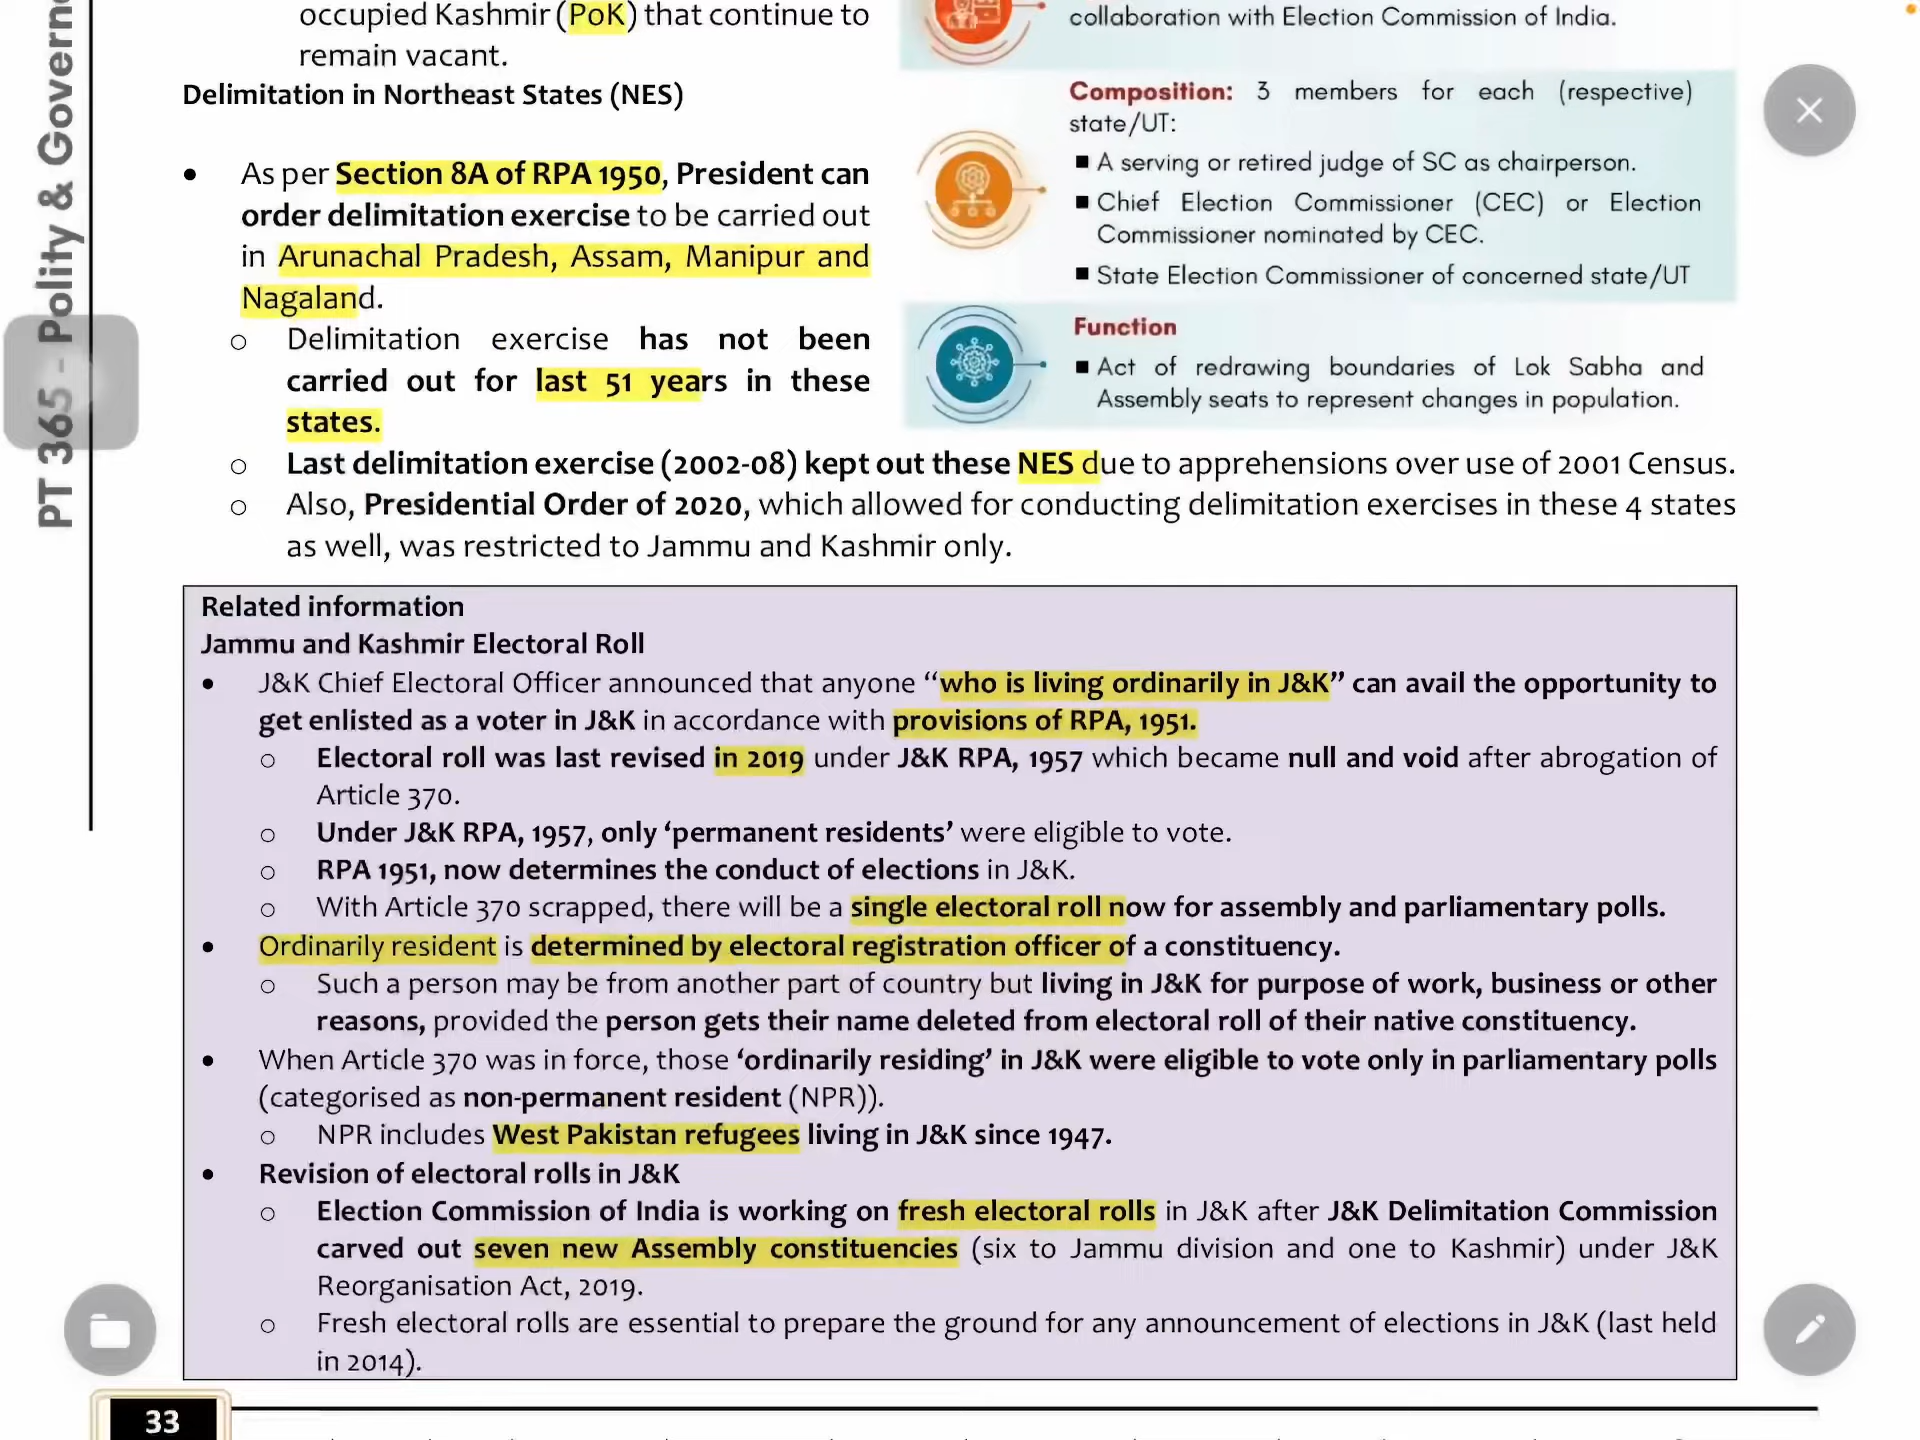 PT 365 - Polity & Govern
occupied Kashmir (PoK) that continue to
remain vacant.
Delimitation in Northeast States (NES)
• As per Section 8A of RPA 1950, President can
order delimitation exercise to be carried out
in Arunachal Pradesh, Assam, Manipur and
Nagaland.
o Delimitation exercise has not been
carried out for last 51 years in these
states.
collaboration with Election Commission of India.
Composition: 3 members for each (respective)
state/UT:
■ A serving or retired judge of SC as chairperson.
■ Chief Election Commissioner (CEC) or Election
Commissioner nominated by CEC.
■ State Election Commissioner of concerned state/UT
Function
■ Act of redrawing boundaries of Lok Sabha and
Assembly seats to represent changes in population.
o Last delimitation exercise (2002-08) kept out these NES due to apprehensions over use of 2001 Census.
o Also, Presidential Order of 2020, which allowed for conducting delimitation exercises in these 4 states
as well, was restricted to Jammu and Kashmir only.
Related information
Jammu and Kashmir Electoral Roll
• J&K Chief Electoral Officer announced that anyone “who is living ordinarily in J&K” can avail the opportunity to
get enlisted as a voter in J&K in accordance with provisions of RPA, 1951.
o Electoral roll was last revised in 2019 under J&K RPA, 1957 which became null and void after abrogation of
Article 370.
o Under J&K RPA, 1957, only ‘permanent residents’ were eligible to vote.
o RPA 1951, now determines the conduct of elections in J&K.
o With Article 370 scrapped, there will be a single electoral roll now for assembly and parliamentary polls.
• Ordinarily resident is determined by electoral registration officer of a constituency.
o Such a person may be from another part of country but living in J&K for purpose of work, business or other
reasons, provided the person gets their name deleted from electoral roll of their native constituency.
• When Article 370 was in force, those ‘ordinarily residing’ in J&K were eligible to vote only in parliamentary polls
(categorised as non-permanent resident (NPR)).
o NPR includes West Pakistan refugees living in J&K since 1947.
• Revision of electoral rolls in J&K
o Election Commission of India is working on fresh electoral rolls in J&K after J&K Delimitation Commission
carved out seven new Assembly constituencies (six to Jammu division and one to Kashmir) under J&K
Reorganisation Act, 2019.
o Fresh electoral rolls are essential to prepare the ground for any announcement of elections in J&K (last held
in 2014).
33